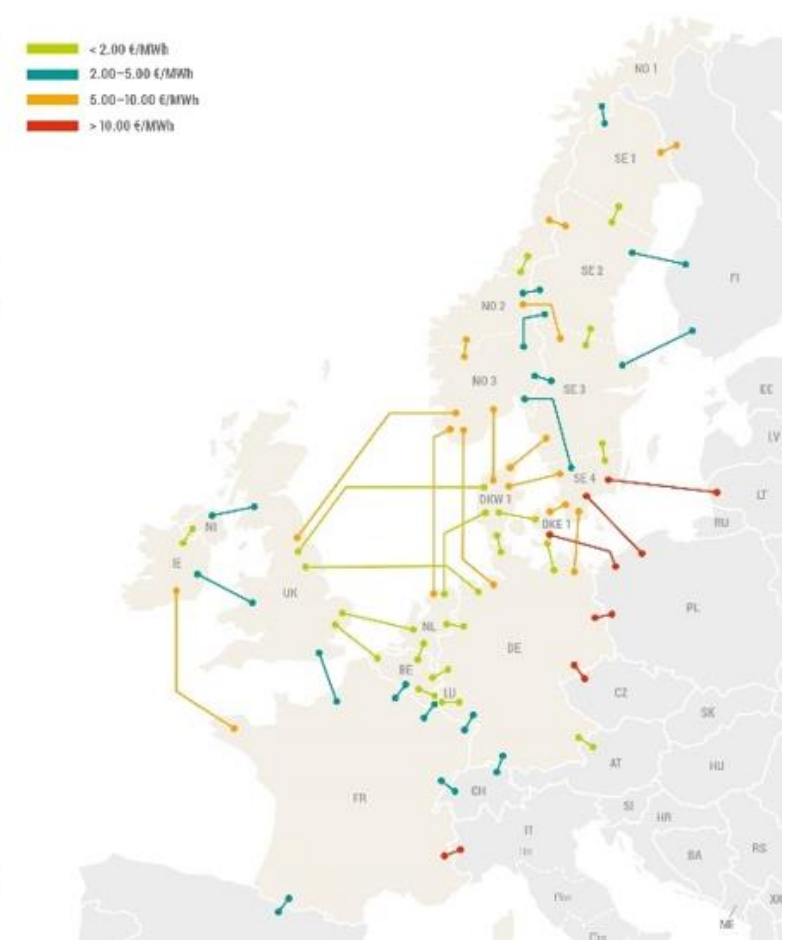 < 2.00 €/MWh
2.00–5.00 €/MWh
5.00–10.00 €/MWh
> 10.00 €/MWh
NO 1
SE 1
SE 2
FI
NO 2
NO 3
SE 3
EE
LV
SE 4
LT
DKW 1
DKE 1
RU
NI
IE
UK
PL
NL
DE
BE
LU
CZ
SK
AT
HU
CH
FR
SI
HR
IT
BA
RS
XK
ME